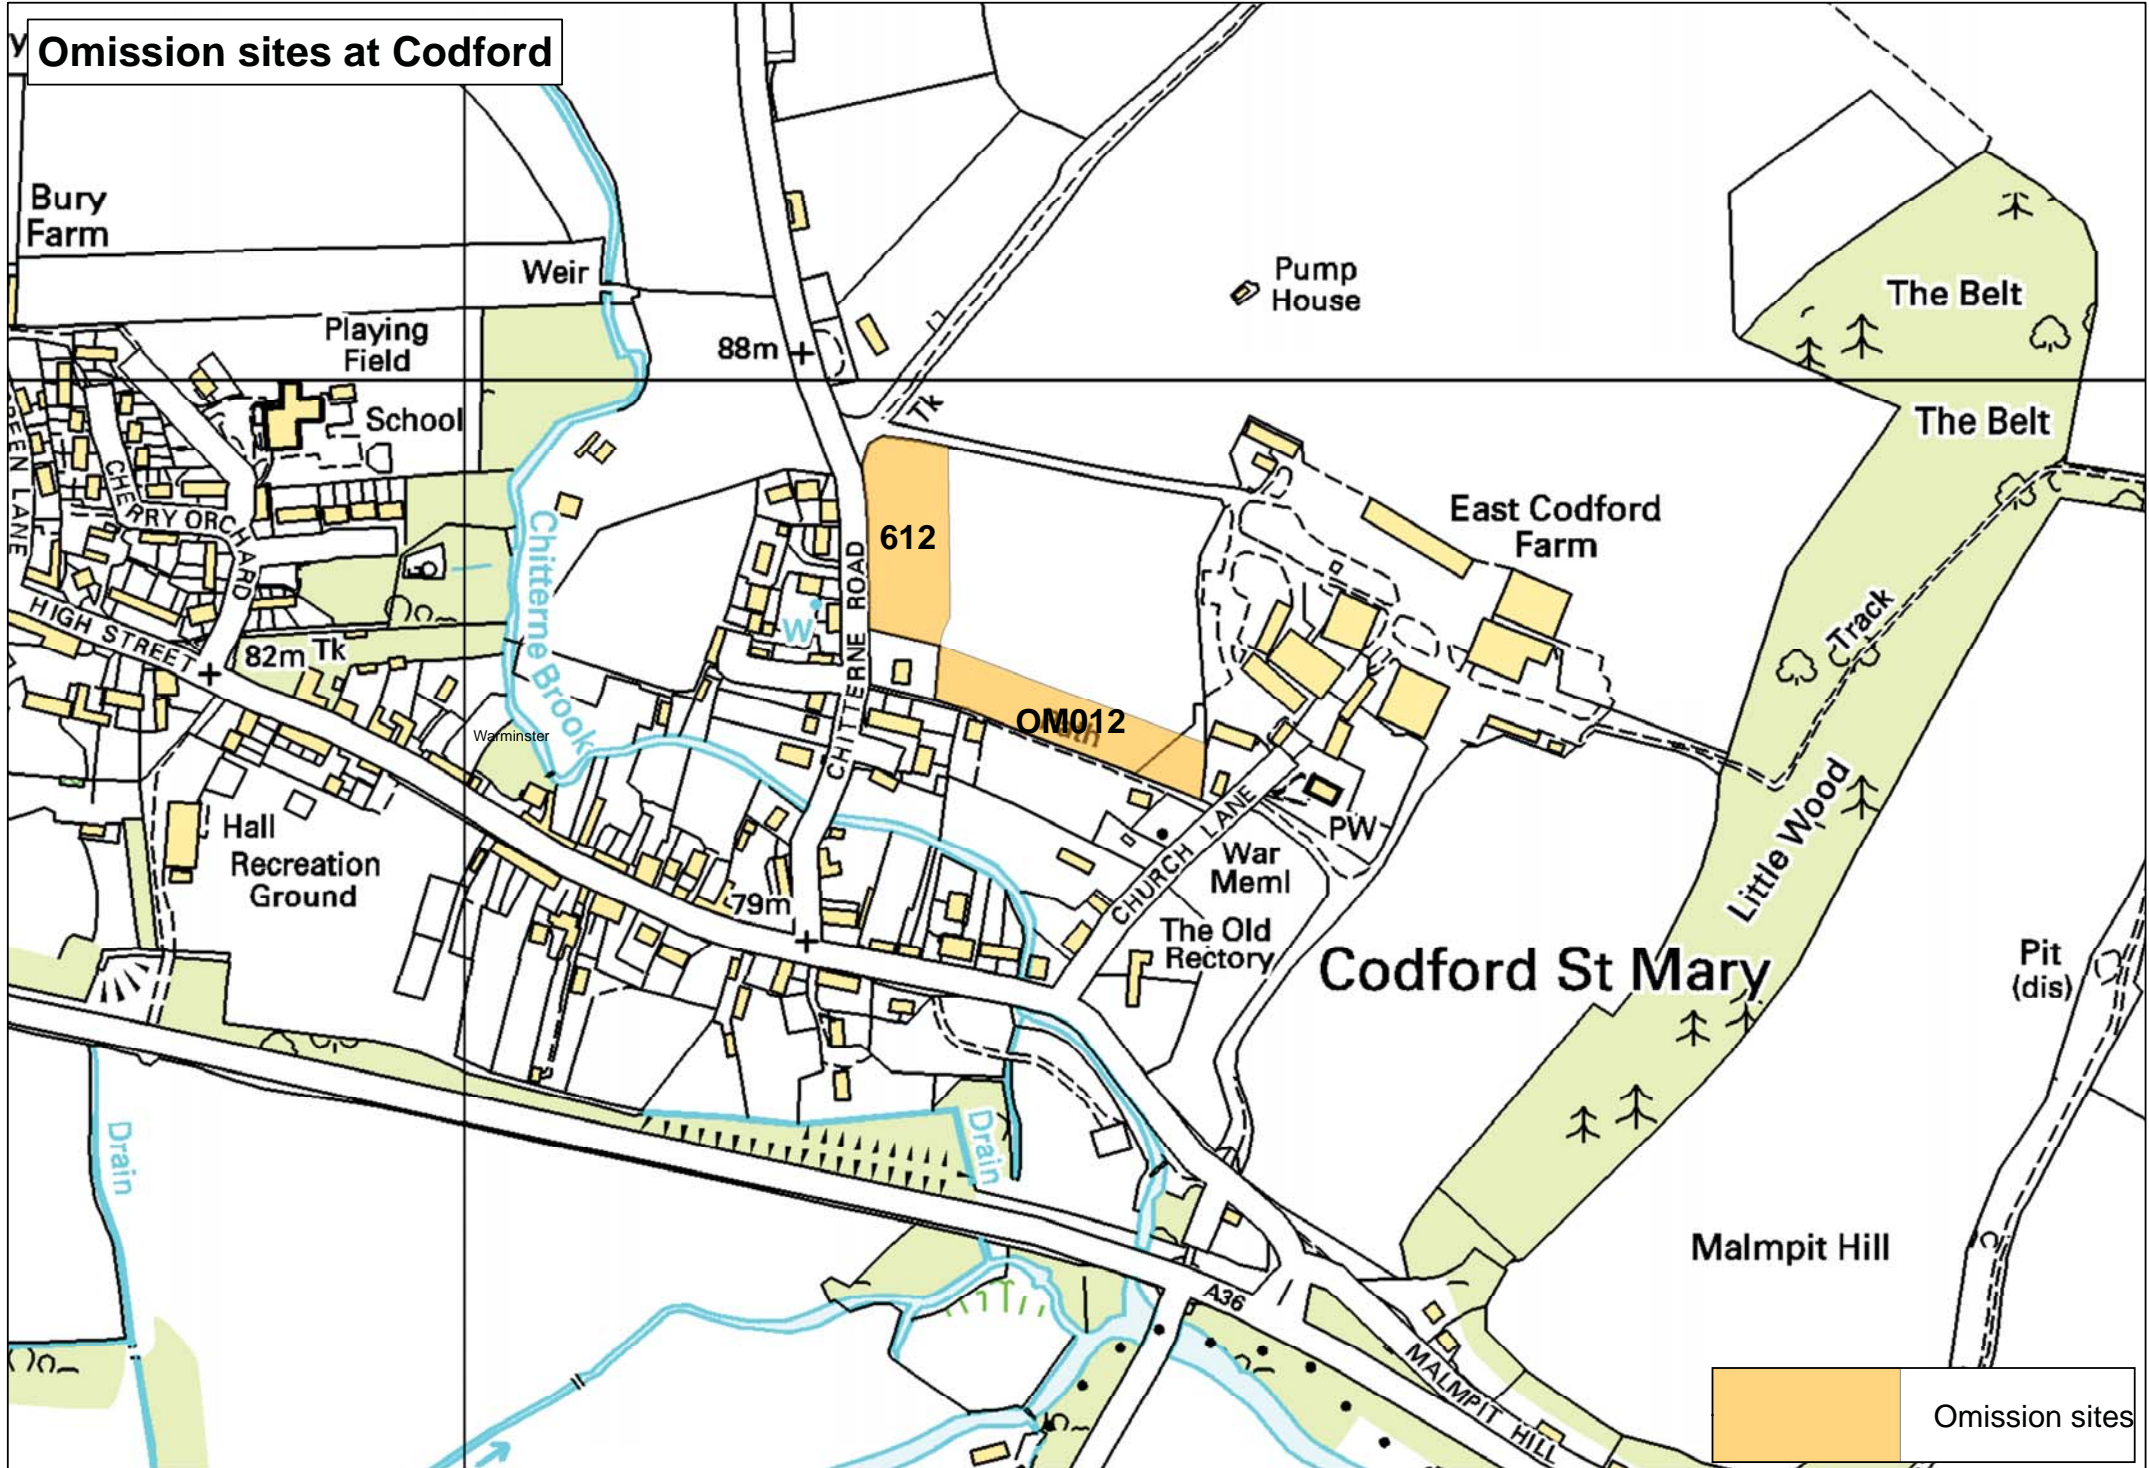 Omission sites at Codford
Bury
Farm
Weir
Pump
House
The Belt
Playing
Field
88m
School
Tk
The Belt
CHERRY ORCHARD
LANE
612
East Codford
Farm
Chitterne Brook
CHITTERNE ROAD
W
HIGH STREET
82m Tk
Track
OM012
Path
Warminster
Hall
Recreation
Ground
79m
CHURCH LANE
PW
War
Meml
Little Wood
The Old
Rectory
Codford St Mary
Pit
(dis)
Drain
Drain
Malmpit Hill
A36
MALMPIT HILL
Omission sites